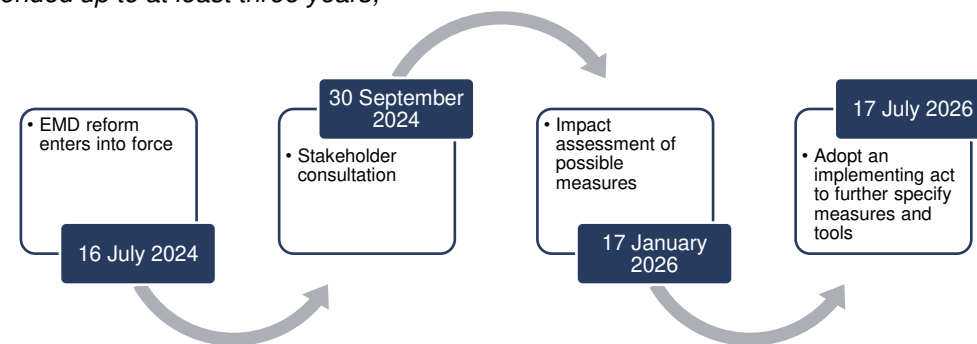 ended up to at least three years;
• EMD reform
enters into force
16 July 2024
30 September
2024
• Stakeholder
consultation
• Impact
assessment of
possible
measures
17 January
2026
17 July 2026
• Adopt an
implementing act
to further specify
measures and
tools